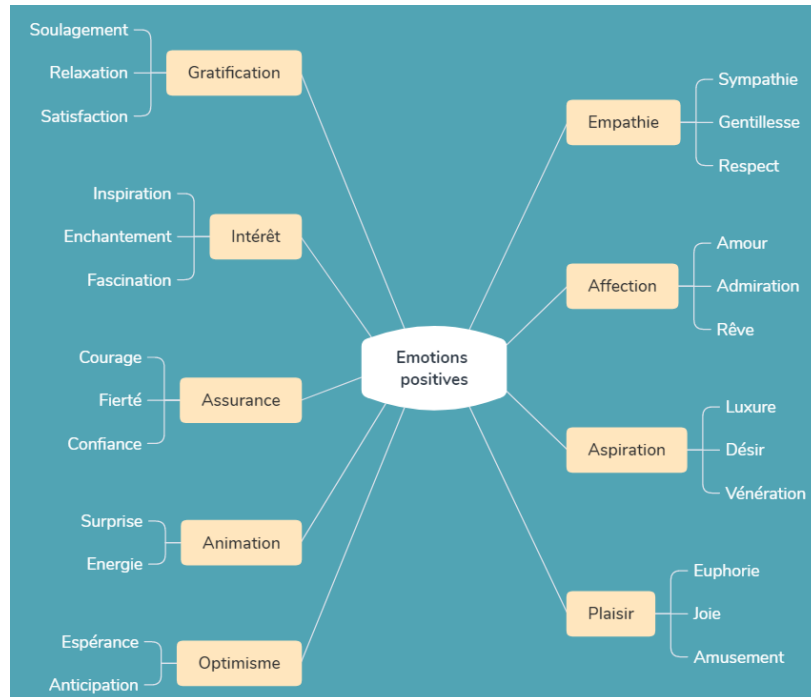 Emotions
positives
Gratification
Soulagement
Relaxation
Satisfaction
Intérêt
Inspiration
Enchantement
Fascination
Assurance
Courage
Fierté
Confiance
Animation
Surprise
Energie
Optimisme
Espérance
Anticipation
Empathie
Sympathie
Gentillesse
Respect
Affection
Amour
Admiration
Rêve
Aspiration
Luxure
Désir
Vénération
Plaisir
Euphorie
Joie
Amusement